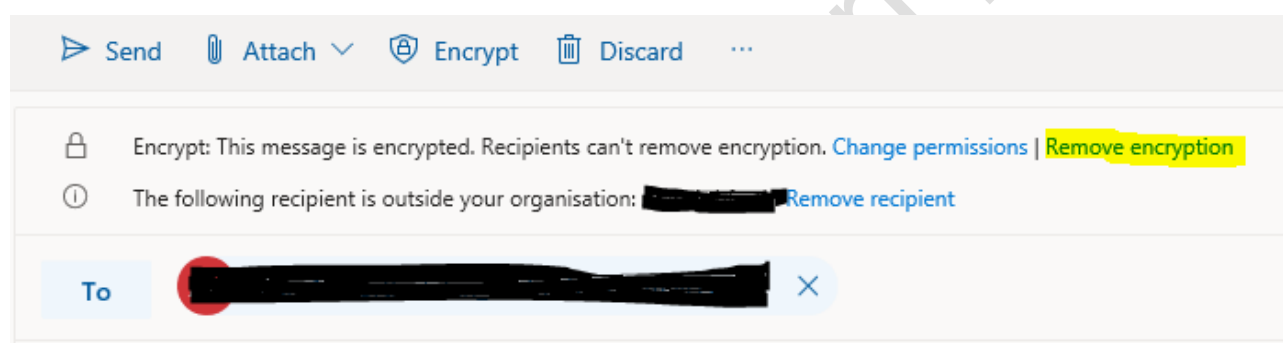 Send Attach Encrypt Discard ...
Encrypt: This message is encrypted. Recipients can't remove encryption. Change permissions | Remove encryption
The following recipient is outside your organisation: Remove recipient
To